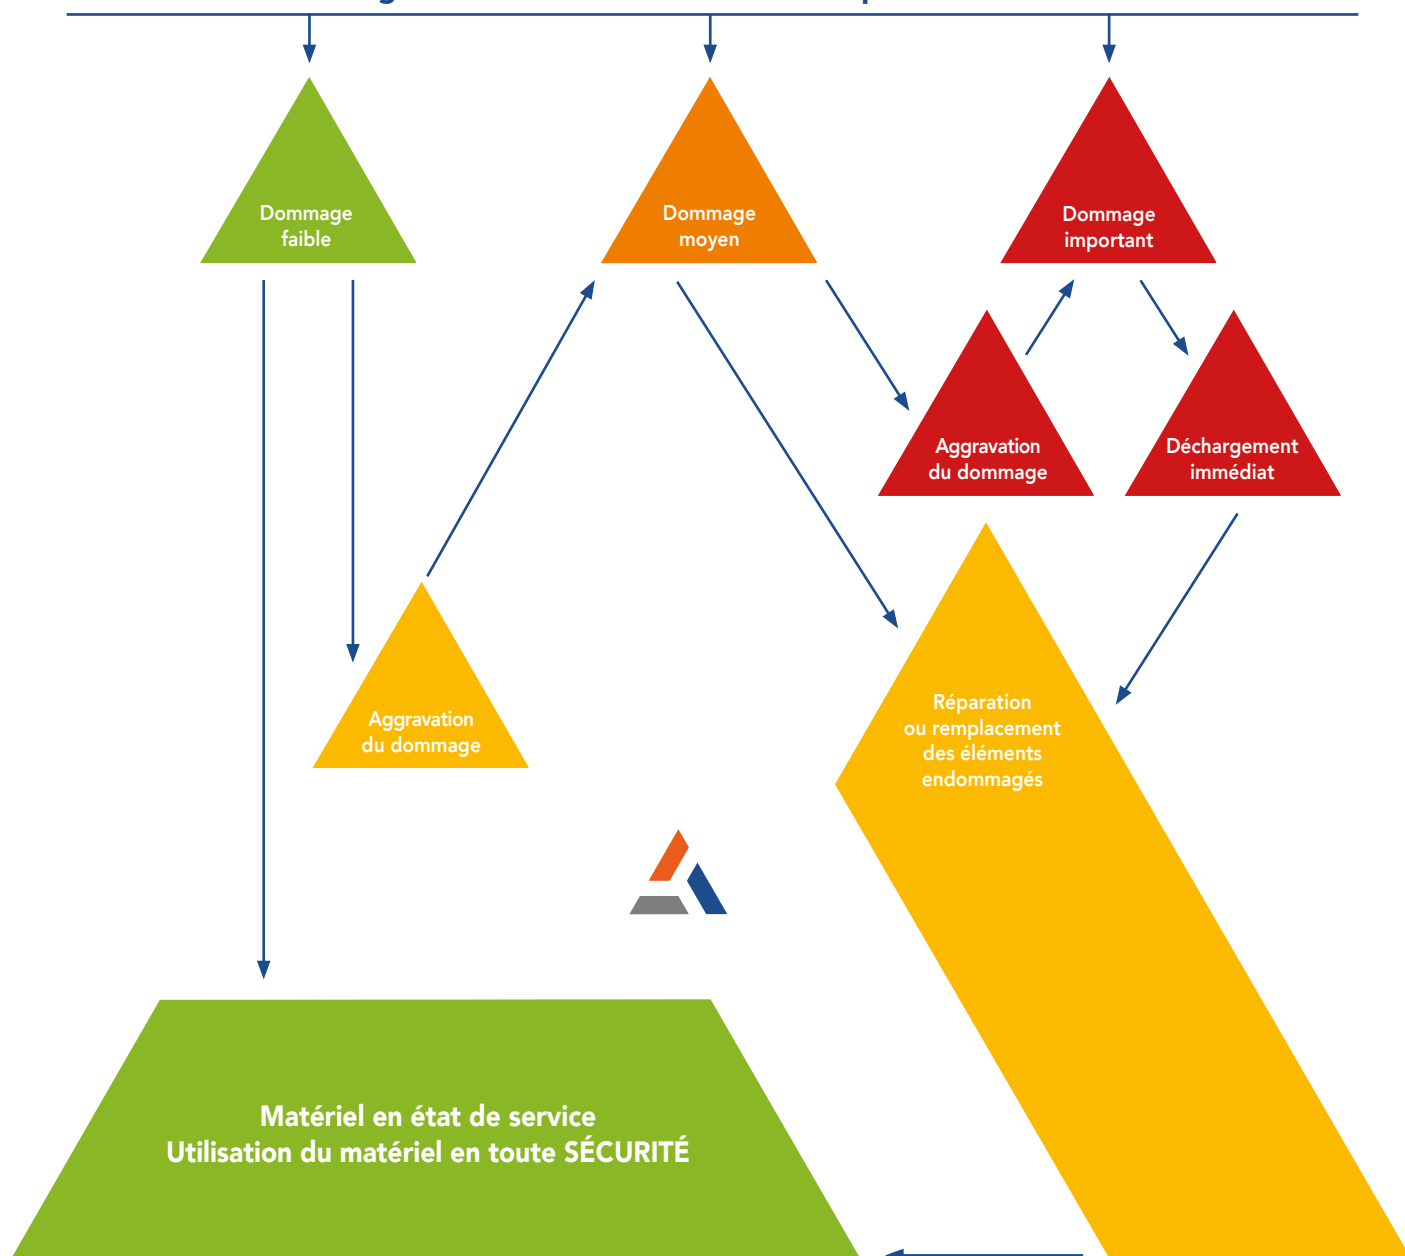 Dommage
faible
Dommage
moyen
Dommage
important
Aggravation
du dommage
Déchargement
immédiat
Aggravation
du dommage
Réparation
ou remplacement
des éléments
endommagés
Matériel en état de service
Utilisation du matériel en toute SÉCURITÉ